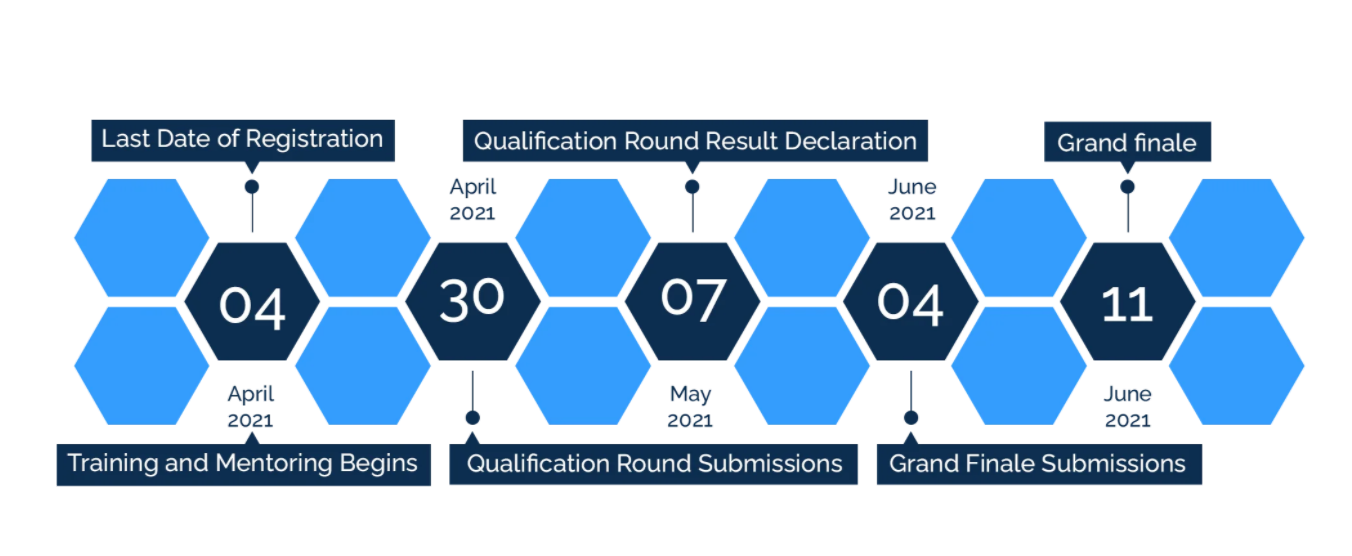 Last Date of Registration
04
April
2021
Training and Mentoring Begins
April
2021
30
Qualification Round Submissions
Qualification Round Result Declaration
07
May
2021
June
2021
04
Grand Finale Submissions
Grand finale
11
June
2021